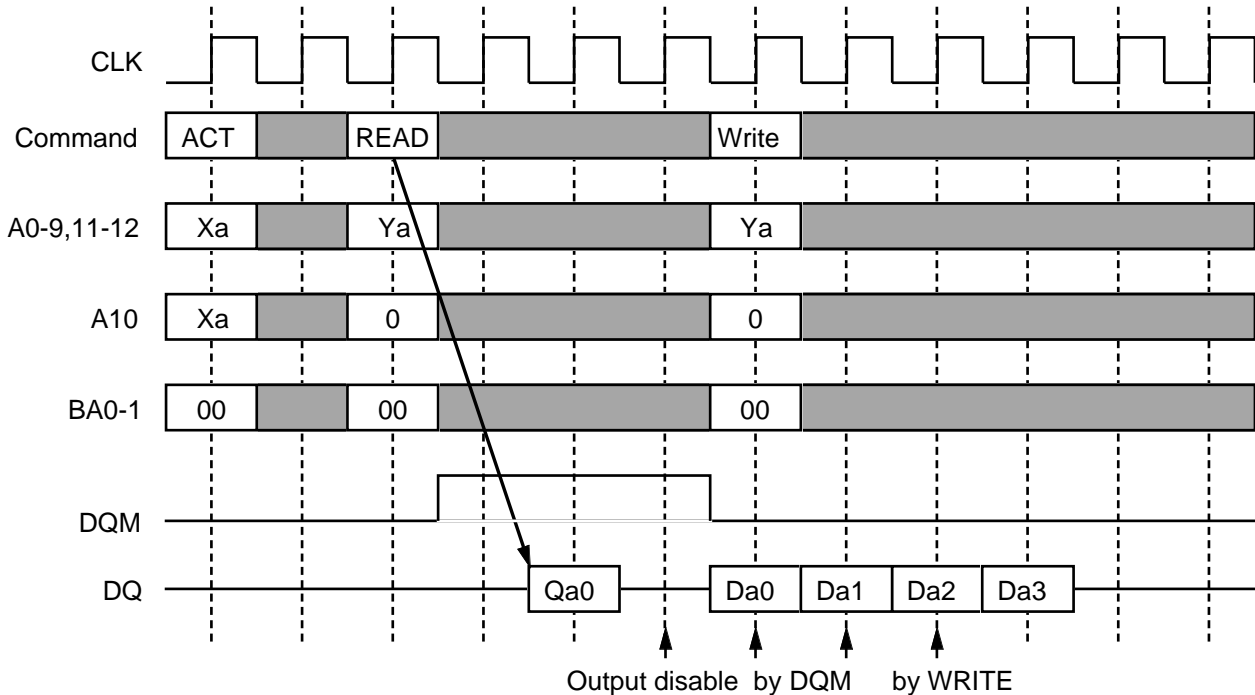 CLK
Command ACT READ Write
A0-9,11-12 Xa Ya Ya
A10 Xa 0 0
BA0-1 00 00 00
DQM
DQ Qa0 Da0 Da1 Da2 Da3
Output disable by DQM by WRITE